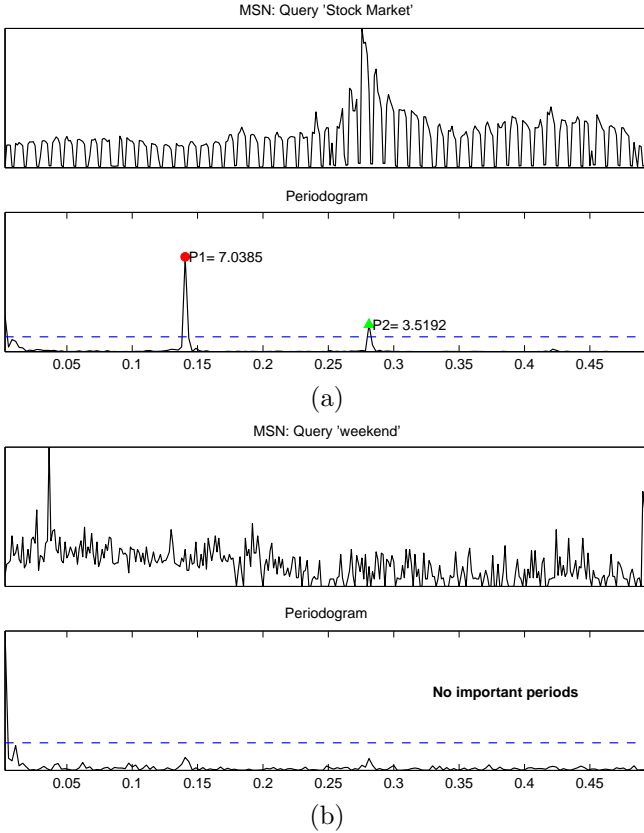 MSN: Query 'Stock Market'
Periodogram
P1= 7.0385
P2= 3.5192
0.05 0.1 0.15 0.2 0.25 0.3 0.35 0.4 0.45
(a)
MSN: Query 'weekend'
Periodogram
No important periods
0.05 0.1 0.15 0.2 0.25 0.3 0.35 0.4 0.45
(b)